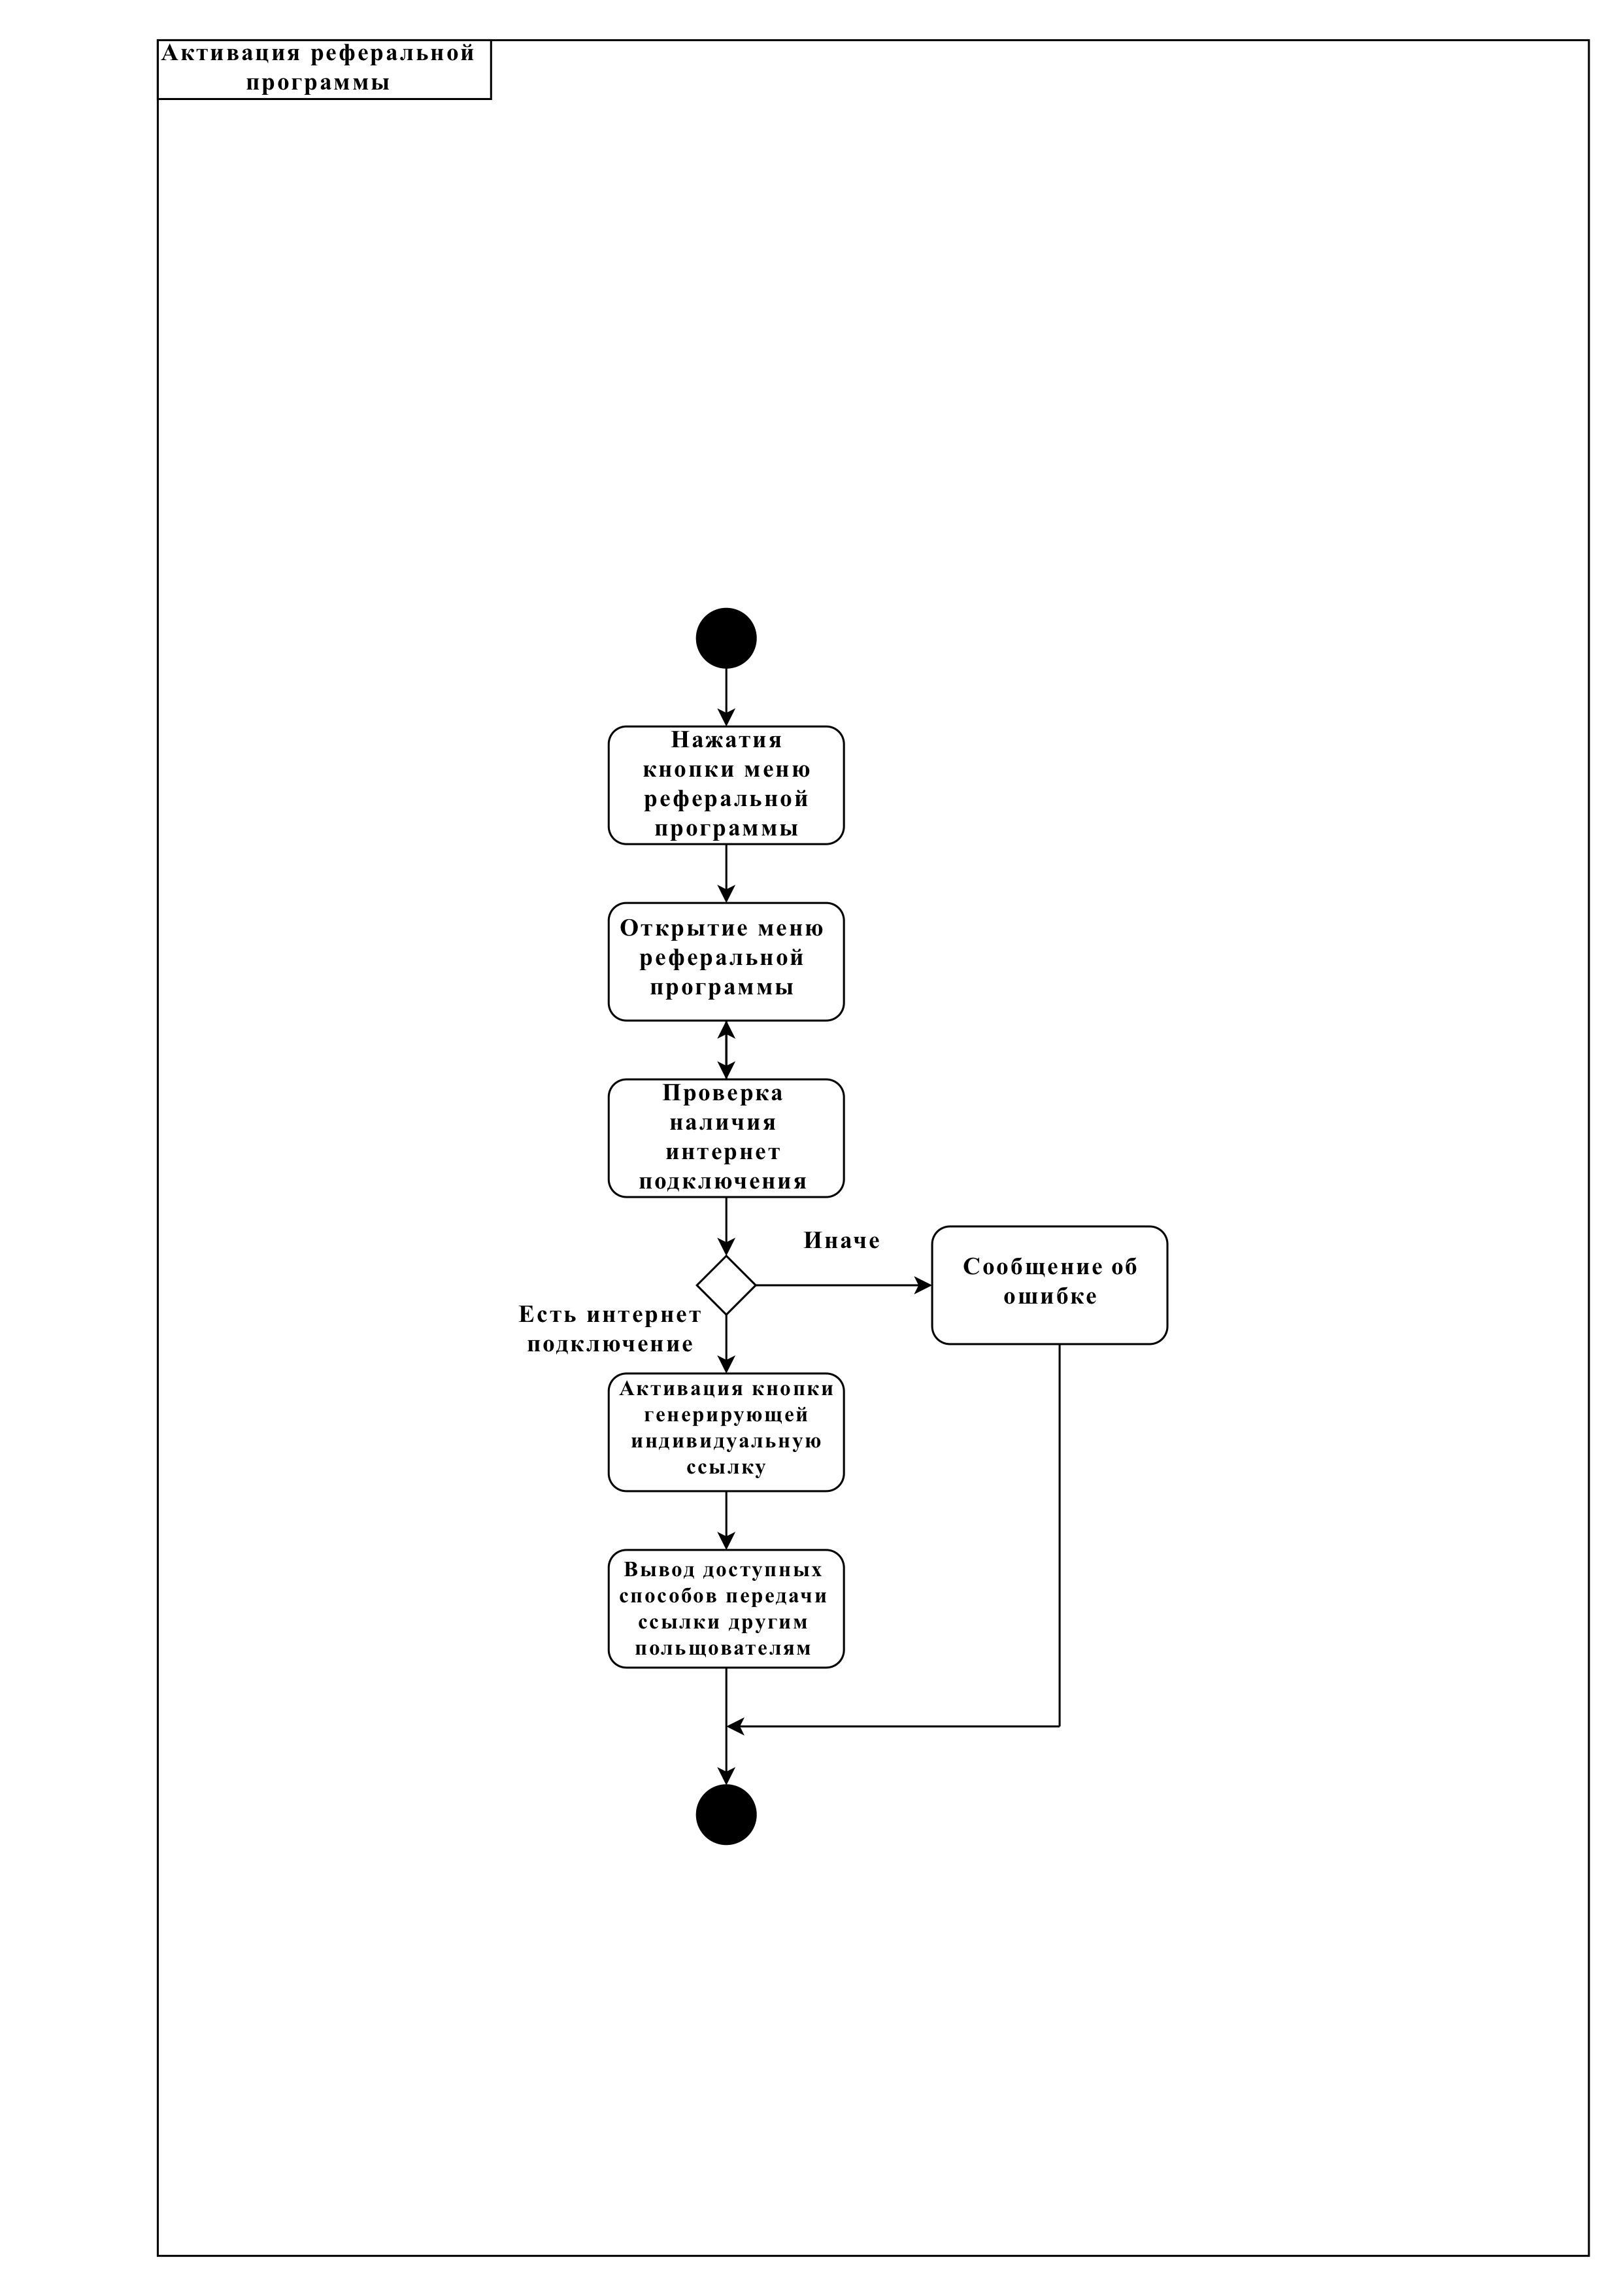 Активация реферальной
программы
Нажатия
кнопки меню
реферальной
программы
Открытие меню
реферальной
программы
Проверка
наличия
интернет
подключения
Иначе
Сообщение об
ошибке
Есть интернет
подключение
Активация кнопки
генерирующей
индивидуальную
ссылку
Вывод доступных
способов передачи
ссылки другим
польщователям